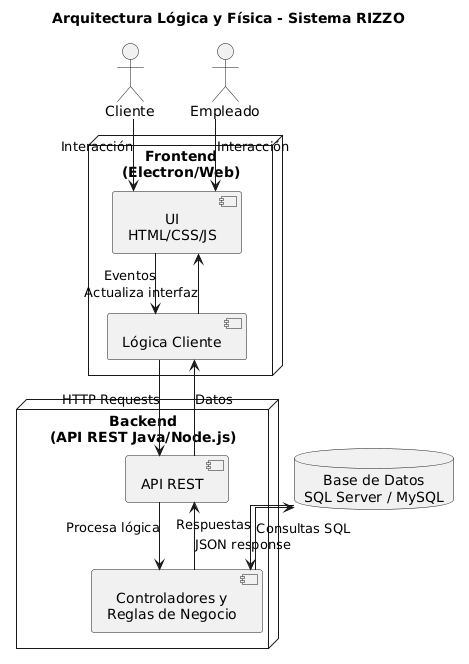 Arquitectura Lógica y Física - Sistema RIZZO
Cliente
Empleado
Interacción
Interacción
Frontend
(Electron/Web)
UI
HTML/CSS/JS
Eventos
Actualiza interfaz
Lógica Cliente
HTTP Requests
Datos
Backend
(API REST Java/Node.js)
API REST
Base de Datos
SQL Server / MySQL
Procesa lógica
Respuestas
JSON response
Consultas SQL
Controladores y
Reglas de Negocio